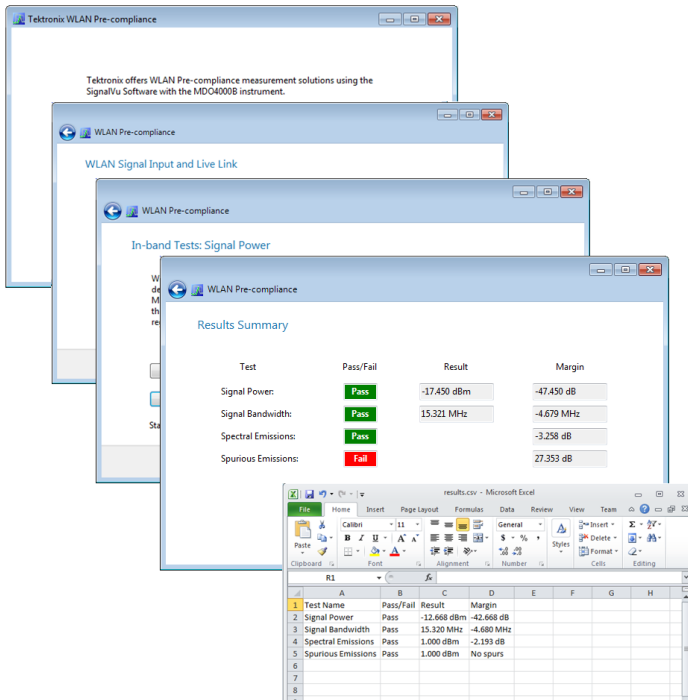 Tektronix WLAN Pre-compliance
Tektronix offers WLAN Pre-compliance measurement solutions using the
SignalVu Software with the MDO4000B instrument.
WLAN Pre-compliance
WLAN Signal Input and Live Link
WLAN Pre-compliance
In-band Tests: Signal Power
WLAN Pre-compliance
Results Summary
Test Pass/Fail Result Margin
Signal Power: Pass -17.450 dBm -47.450 dB
Signal Bandwidth: Pass 15.321 MHz -4.679 MHz
Spectral Emissions: Pass -3.258 dB
Spurious Emissions: Fail 27.353 dB
results.csv - Microsoft Excel
File Home Insert Page Layout Formulas Data Review View Team
Calibri 11 General Insert
Paste B I U A A $ % , Styles Delete
Format
Clipboard Font Alignment Number Cells Editing
R1 fx
A B C D E F G H
1 Test Name Pass/Fail Result Margin
2 Signal Power Pass -12.668 dBm -42.668 dB
3 Signal Bandwidth Pass 15.320 MHz -4.680 MHz
4 Spectral Emissions Pass 1.000 dBm -2.193 dB
5 Spurious Emissions Pass 1.000 dBm No spurs
6
7
8